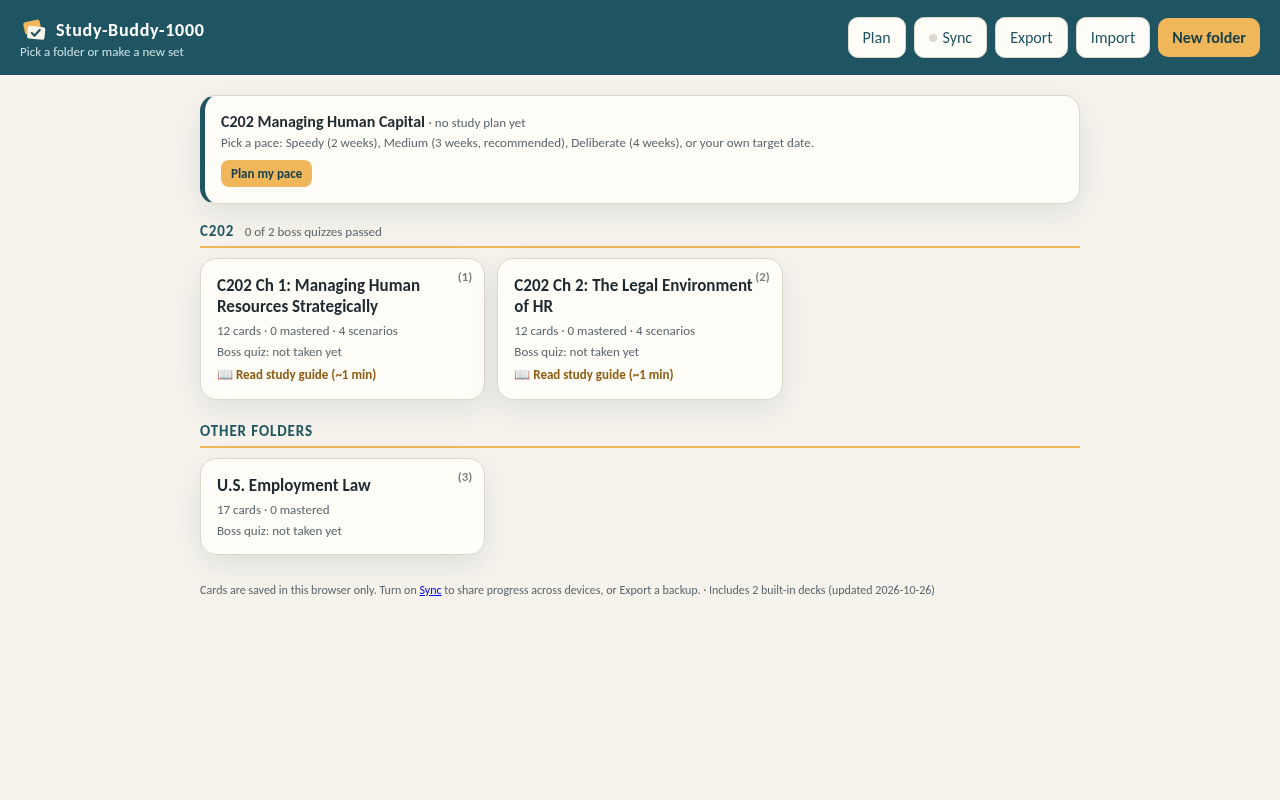 Study-Buddy-1000
Pick a folder or make a new set
Plan
Sync
Export
Import
New folder
C202 Managing Human Capital · no study plan yet
Pick a pace: Speedy (2 weeks), Medium (3 weeks, recommended), Deliberate (4 weeks), or your own target date.
Plan my pace
C202 0 of 2 boss quizzes passed
C202 Ch 1: Managing Human
Resources Strategically
(1)
12 cards · 0 mastered · 4 scenarios
Boss quiz: not taken yet
📖 Read study guide (~1 min)
C202 Ch 2: The Legal Environment
of HR
(2)
12 cards · 0 mastered · 4 scenarios
Boss quiz: not taken yet
📖 Read study guide (~1 min)
OTHER FOLDERS
U.S. Employment Law
(3)
17 cards · 0 mastered
Boss quiz: not taken yet
Cards are saved in this browser only. Turn on Sync to share progress across devices, or Export a backup. · Includes 2 built-in decks (updated 2026-10-26)